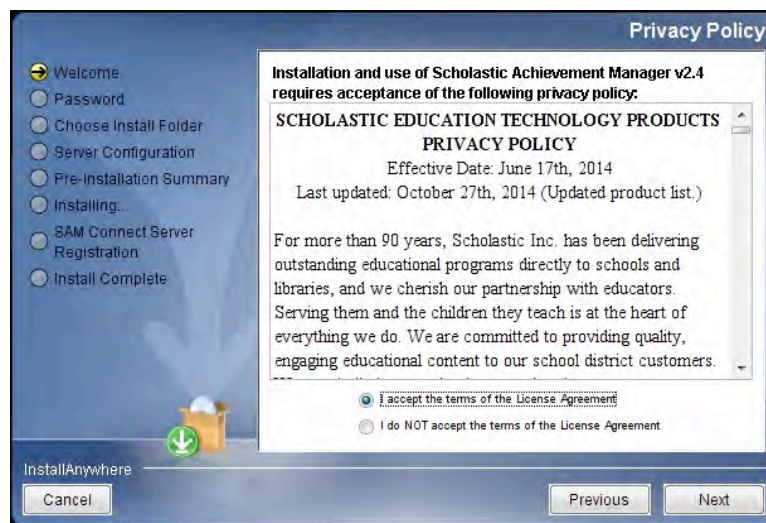 Privacy Policy
Welcome
Password
Choose Install Folder
Server Configuration
Pre-Installation Summary
Installing...
SAM Connect Server
Registration
Install Complete
Installation and use of Scholastic Achievement Manager v2.4
requires acceptance of the following privacy policy:
SCHOLASTIC EDUCATION TECHNOLOGY PRODUCTS
PRIVACY POLICY
Effective Date: June 17th, 2014
Last updated: October 27th, 2014 (Updated product list.)
For more than 90 years, Scholastic Inc. has been delivering
outstanding educational programs directly to schools and
libraries, and we cherish our partnership with educators.
Serving them and the children they teach is at the heart of
everything we do. We are committed to providing quality,
engaging educational content to our school district customers.
I accept the terms of the License Agreement
I do NOT accept the terms of the License Agreement
InstallAnywhere
Cancel
Previous
Next